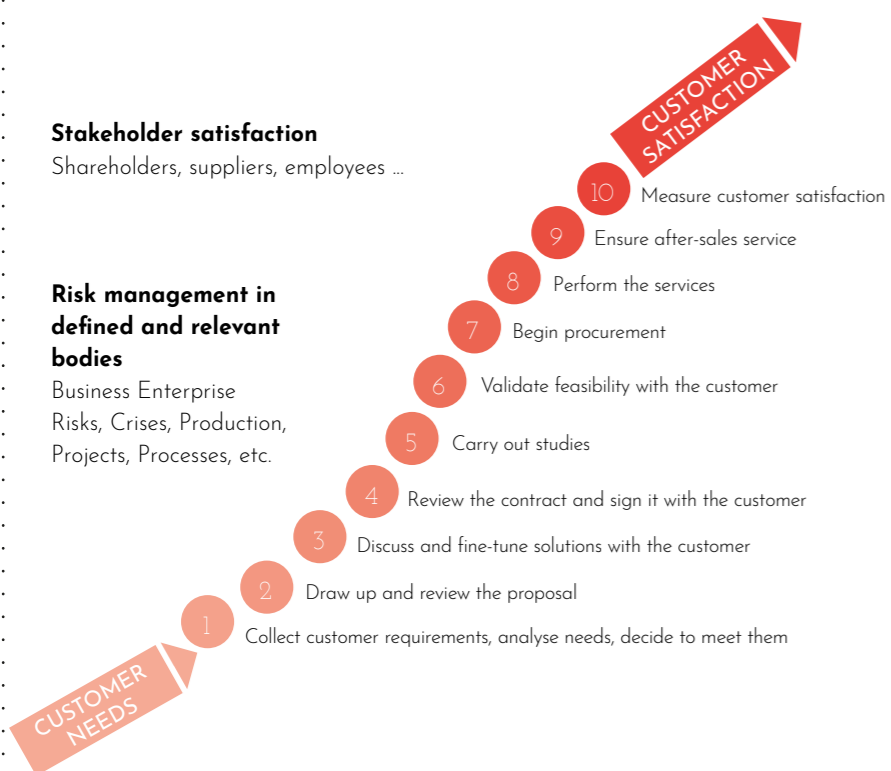 CUSTOMER
SATISFACTION
Stakeholder satisfaction
Shareholders, suppliers, employees ...
10 Measure customer satisfaction
9 Ensure after-sales service
8 Perform the services
Risk management in
defined and relevant
bodies
Business Enterprise
Risks, Crises, Production,
Projects, Processes, etc.
7 Begin procurement
6 Validate feasibility with the customer
5 Carry out studies
4 Review the contract and sign it with the customer
3 Discuss and fine-tune solutions with the customer
2 Draw up and review the proposal
1 Collect customer requirements, analyse needs, decide to meet them
CUSTOMER
NEEDS